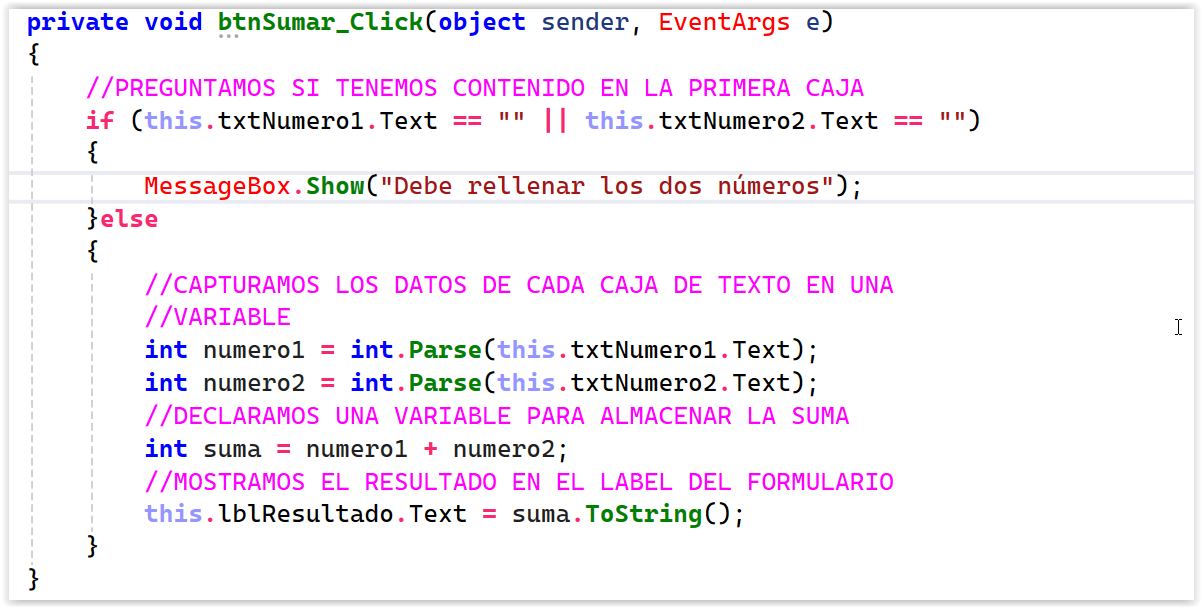 private void btnSumar_Click(object sender, EventArgs e)
{
    //PREGUNTAMOS SI TENEMOS CONTENIDO EN LA PRIMERA CAJA
    if (this.txtNumero1.Text == "" || this.txtNumero2.Text == "")
    {
        MessageBox.Show("Debe rellenar los dos números");
    }else
    {
        //CAPTURAMOS LOS DATOS DE CADA CAJA DE TEXTO EN UNA
        //VARIABLE
        int numero1 = int.Parse(this.txtNumero1.Text);
        int numero2 = int.Parse(this.txtNumero2.Text);
        //DECLARAMOS UNA VARIABLE PARA ALMACENAR LA SUMA
        int suma = numero1 + numero2;
        //MOSTRAMOS EL RESULTADO EN EL LABEL DEL FORMULARIO
        this.lblResultado.Text = suma.ToString();
    }
}